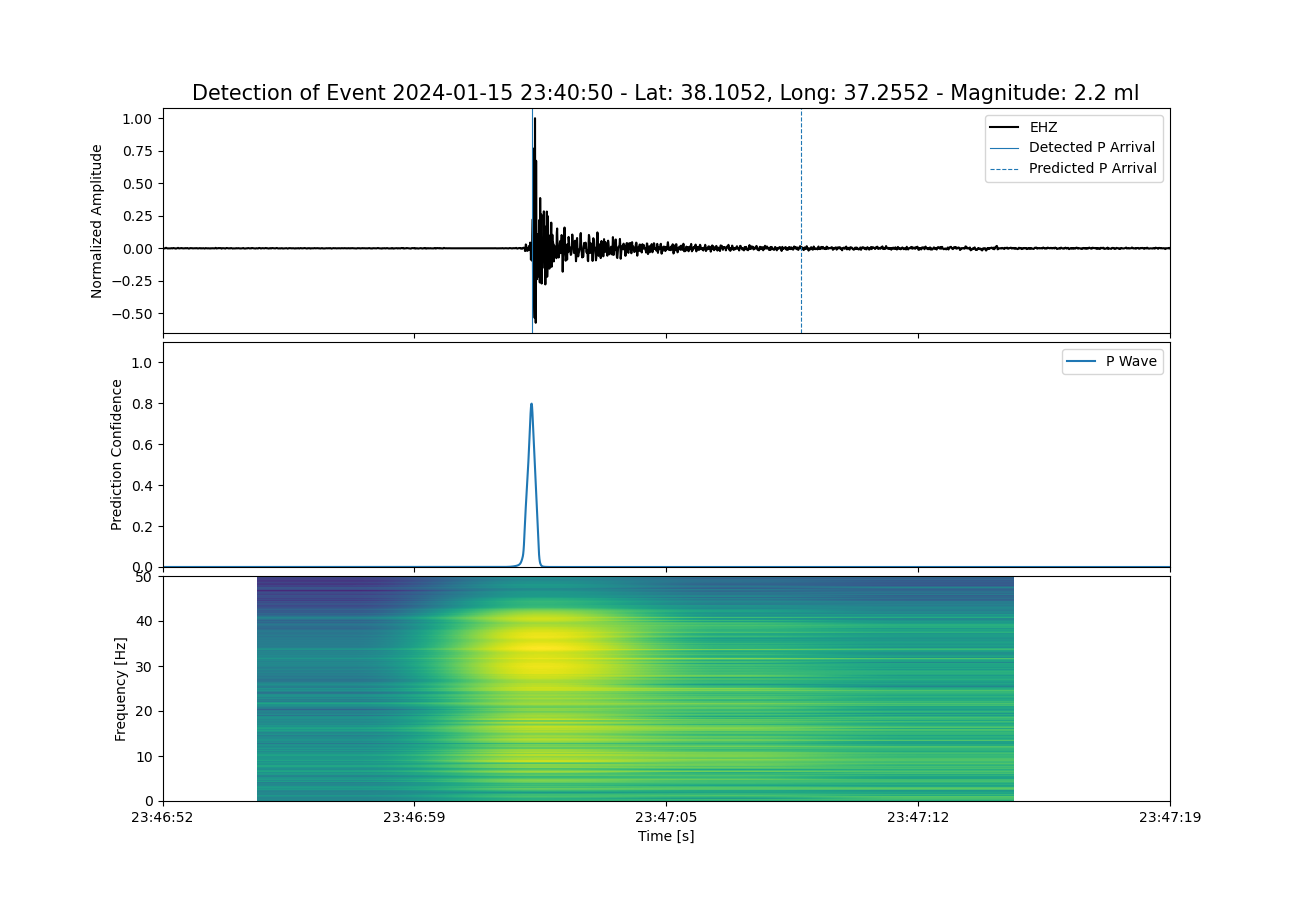 Detection of Event 2024-01-15 23:40:50 - Lat: 38.1052, Long: 37.2552 - Magnitude: 2.2 ml
Normalized Amplitude
1.00
0.75
0.50
0.25
0.00
−0.25
−0.50
EHZ
Detected P Arrival
Predicted P Arrival
Prediction Confidence
1.0
0.8
0.6
0.4
0.2
0.0
P Wave
Frequency [Hz]
50
40
30
20
10
0
23:46:52 23:46:59 23:47:05 23:47:12 23:47:19
Time [s]